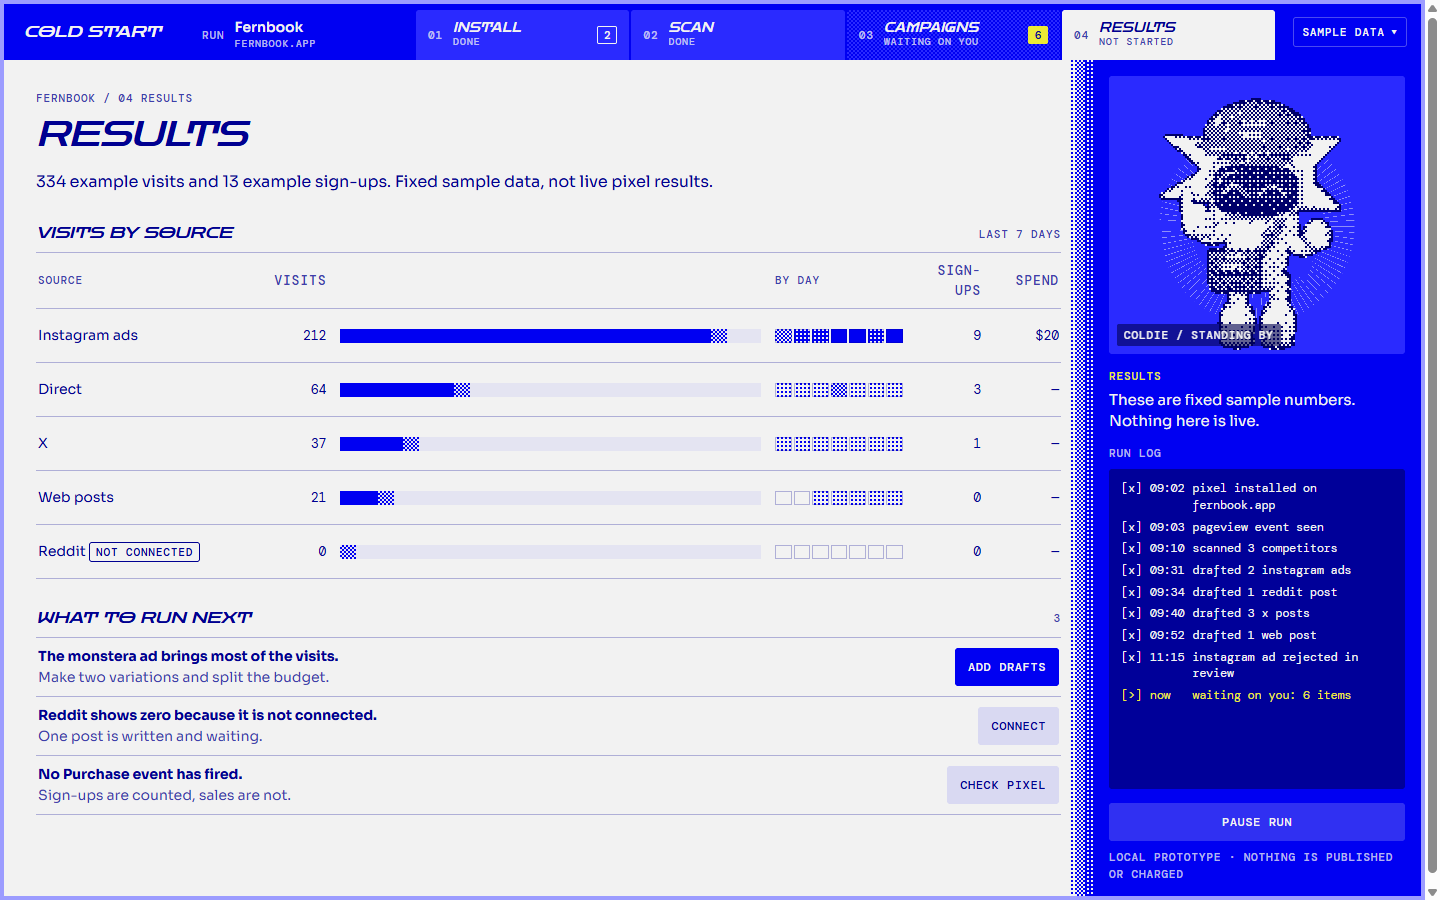 COLD START
RUN
Fernbook
FERNBOOK.APP
01 INSTALL
DONE
2
02 SCAN
DONE
03 CAMPAIGNS
WAITING ON YOU
6
04 RESULTS
NOT STARTED
SAMPLE DATA ▾
FERNBOOK / 04 RESULTS
RESULTS
334 example visits and 13 example sign-ups. Fixed sample data, not live pixel results.
VISITS BY SOURCE
LAST 7 DAYS
SOURCE VISITS BY DAY SIGN-UPS SPEND
Instagram ads 212 9 $20
Direct 64 3 —
X 37 1 —
Web posts 21 0 —
Reddit NOT CONNECTED 0 0 —
WHAT TO RUN NEXT
3
The monstera ad brings most of the visits.
Make two variations and split the budget.
ADD DRAFTS
Reddit shows zero because it is not connected.
One post is written and waiting.
CONNECT
No Purchase event has fired.
Sign-ups are counted, sales are not.
CHECK PIXEL
COLDIE / STANDING BY
RESULTS
These are fixed sample numbers.
Nothing here is live.
RUN LOG
[x] 09:02 pixel installed on
fernbook.app
[x] 09:03 pageview event seen
[x] 09:10 scanned 3 competitors
[x] 09:31 drafted 2 instagram ads
[x] 09:34 drafted 1 reddit post
[x] 09:40 drafted 3 x posts
[x] 09:52 drafted 1 web post
[x] 11:15 instagram ad rejected in
review
[>] now waiting on you: 6 items
PAUSE RUN
LOCAL PROTOTYPE · NOTHING IS PUBLISHED
OR CHARGED